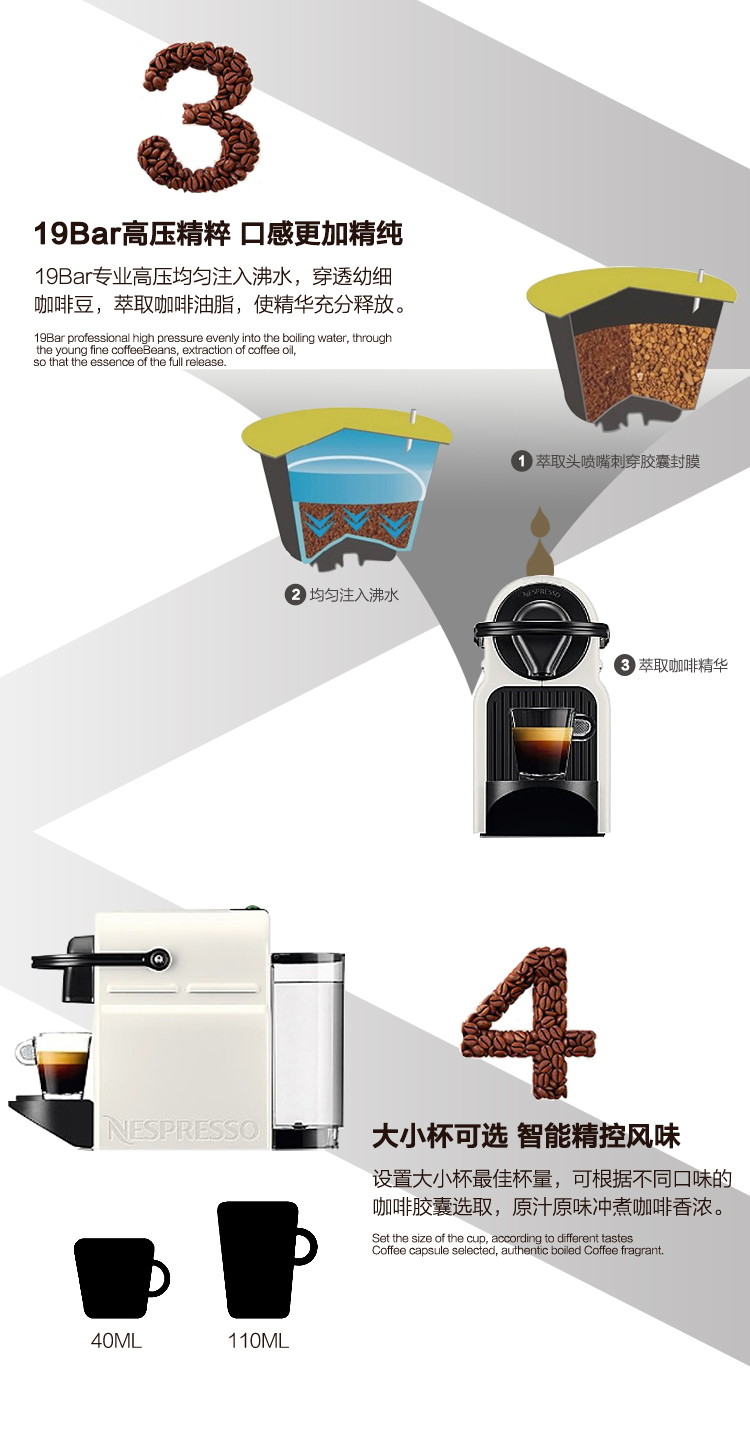 3
19Bar高压精粹 口感更加精纯
19Bar专业高压均匀注入沸水，穿透幼细
咖啡豆，萃取咖啡油脂，使精华充分释放。
19Bar professional high pressure evenly into the boiling water, through
the young fine coffeeBeans, extraction of coffee oil,
so that the essence of the full release.
1 萃取头喷嘴刺穿胶囊封膜
2 均匀注入沸水
NESPRESSO
3 萃取咖啡精华
NESPRESSO
4
大小杯可选 智能精控风味
设置大小杯最佳杯量，可根据不同口味的
咖啡胶囊选取，原汁原味冲煮咖啡香浓。
Set the size of the cup, according to different tastes
Coffee capsule selected, authentic boiled Coffee fragrant.
40ML
110ML